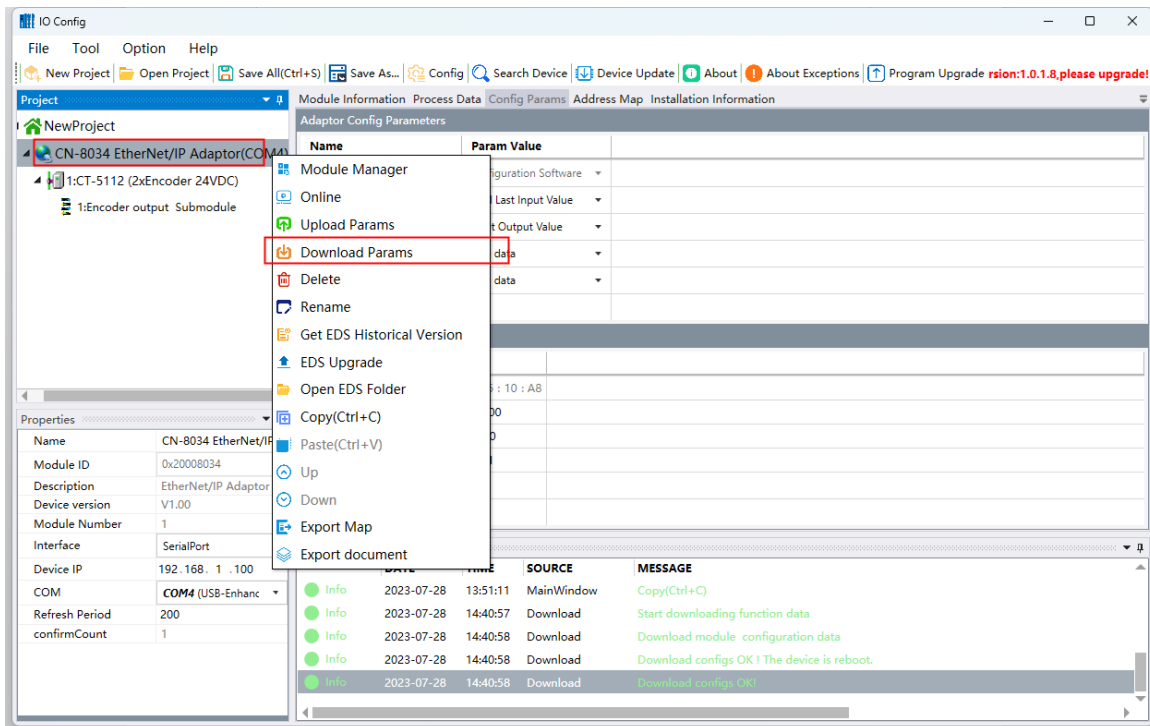 IO Config
File Tool Option Help
New Project Open Project Save All(Ctrl+S) Save As... Config Search Device Device Update About About Exceptions Program Upgrade rsion:1.0.1.8,please upgrade!
Project
NewProject
CN-8034 EtherNet/IP Adaptor(COM4)
1:CT-5112 (2xEncoder 24VDC)
1:Encoder output Submodule
Module Information Process Data Config Params Address Map Installation Information
Adaptor Config Parameters
Name Param Value
iguration Software
Last Input Value
t Output Value
data
data
: 10 : A8
00
0
Module Manager
Online
Upload Params
Download Params
Delete
Rename
Get EDS Historical Version
EDS Upgrade
Open EDS Folder
Copy(Ctrl+C)
Paste(Ctrl+V)
Up
Down
Export Map
Export document
Properties
Name CN-8034 EtherNet/IP
Module ID 0x20008034
Description EtherNet/IP Adaptor
Device version V1.00
Module Number 1
Interface SerialPort
Device IP 192.168. 1 .100
COM COM4 (USB-Enhanc
Refresh Period 200
confirmCount 1
DATE TIME SOURCE MESSAGE
Info 2023-07-28 13:51:11 MainWindow Copy(Ctrl+C)
Info 2023-07-28 14:40:57 Download Start downloading function data
Info 2023-07-28 14:40:58 Download Download module configuration data
Info 2023-07-28 14:40:58 Download Download configs OK ! The device is reboot.
Info 2023-07-28 14:40:58 Download Download configs OK!